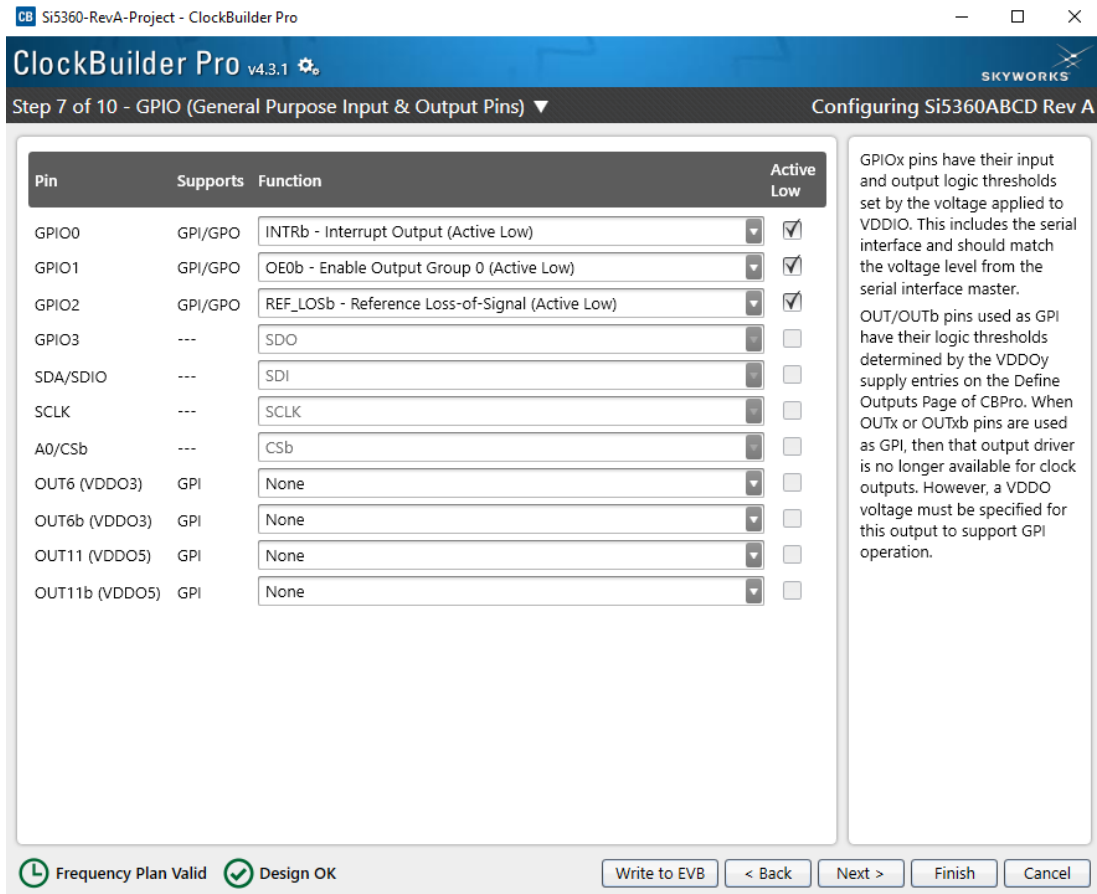 CB Si5360-RevA-Project - ClockBuilder Pro
ClockBuilder Pro v4.3.1
SKYWORKS
Step 7 of 10 - GPIO (General Purpose Input & Output Pins) ▼ Configuring Si5360ABCD Rev A
Pin Supports Function Active Low
GPIO0 GPI/GPO INTRb - Interrupt Output (Active Low)
GPIO1 GPI/GPO OE0b - Enable Output Group 0 (Active Low)
GPIO2 GPI/GPO REF_LOSb - Reference Loss-of-Signal (Active Low)
GPIO3 --- SDO
SDA/SDIO --- SDI
SCLK --- SCLK
A0/CSb --- CSb
OUT6 (VDDO3) GPI None
OUT6b (VDDO3) GPI None
OUT11 (VDDO5) GPI None
OUT11b (VDDO5) GPI None
GPIOx pins have their input
and output logic thresholds
set by the voltage applied to
VDDIO. This includes the serial
interface and should match
the voltage level from the
serial interface master.
OUT/OUTb pins used as GPI
have their logic thresholds
determined by the VDDOy
supply entries on the Define
Outputs Page of CBPro. When
OUTx or OUTxb pins are used
as GPI, then that output driver
is no longer available for clock
outputs. However, a VDDO
voltage must be specified for
this output to support GPI
operation.
Frequency Plan Valid Design OK Write to EVB < Back Next > Finish Cancel